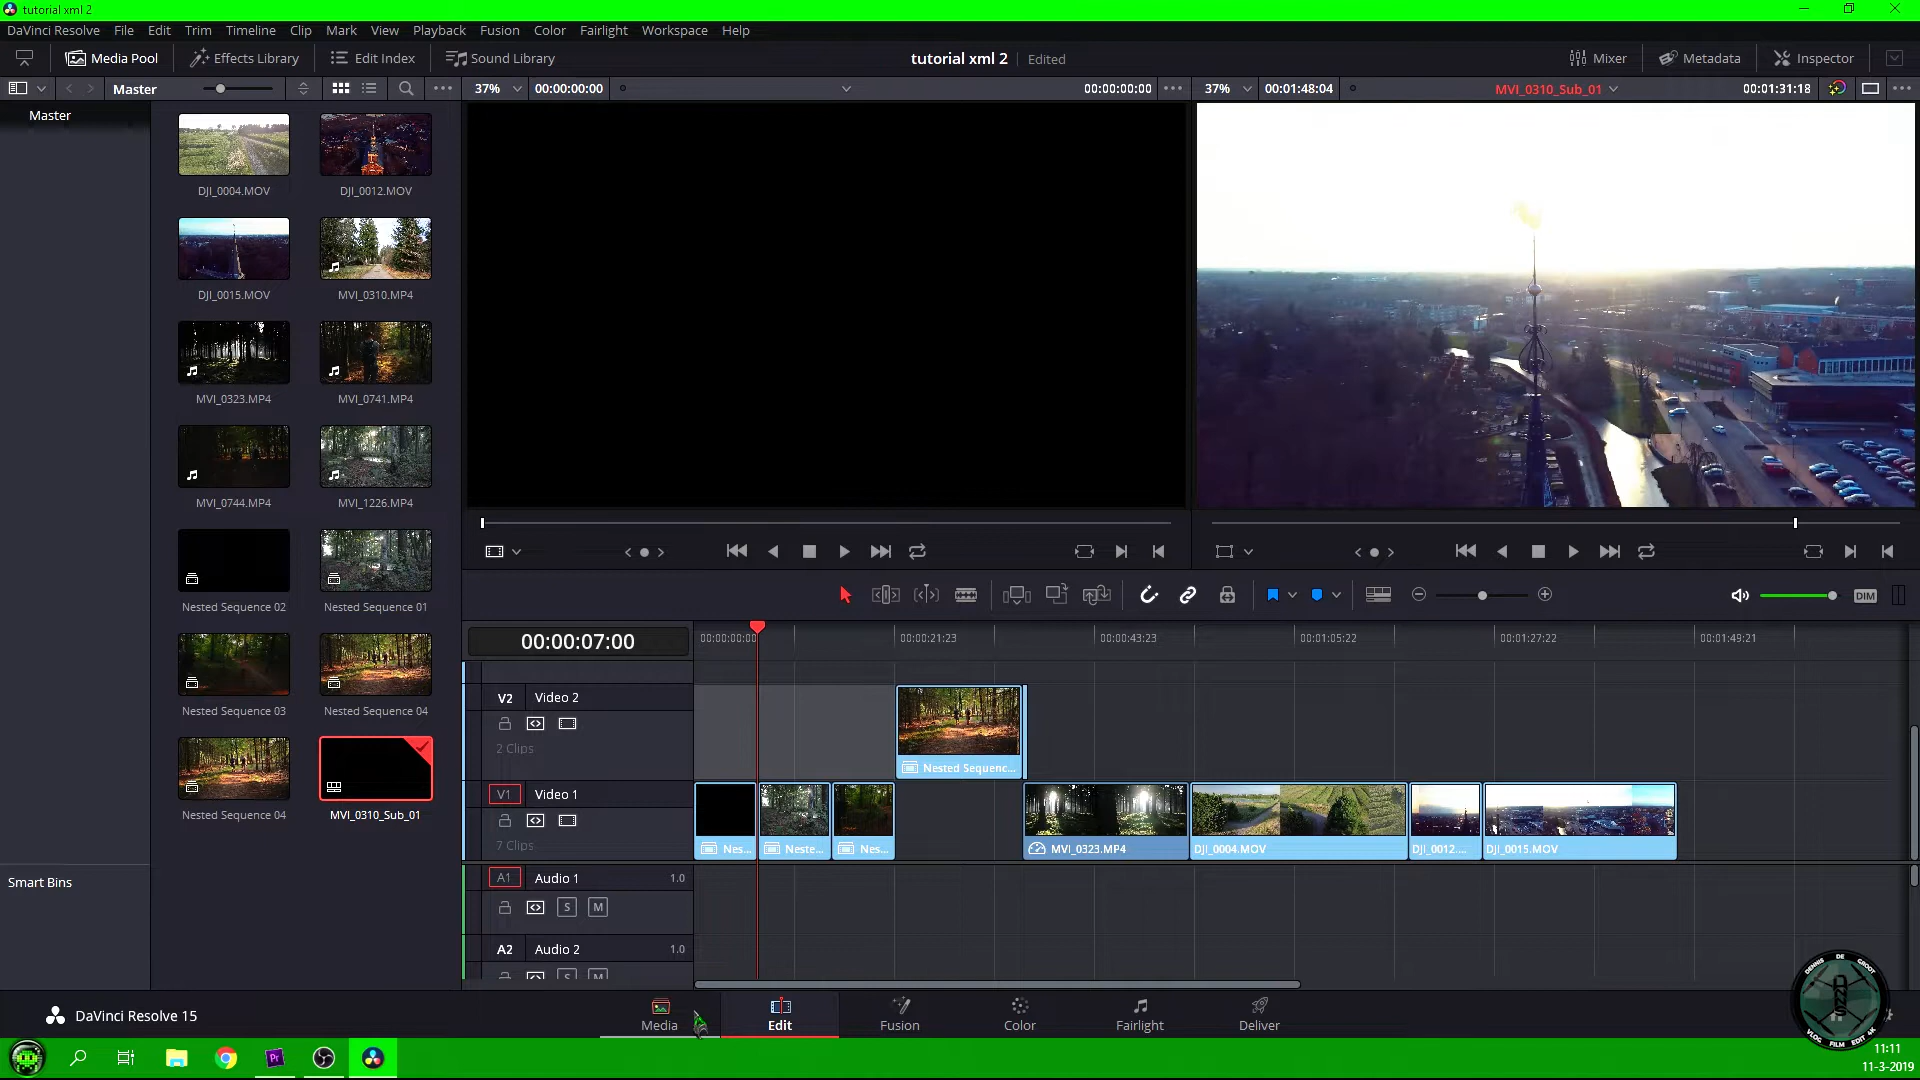 tutorial xml 2
DaVinci Resolve File Edit Trim Timeline Clip Mark View Playback Fusion Color Fairlight Workspace Help
Media Pool Effects Library Edit Index Sound Library tutorial xml 2 Edited Mixer Metadata Inspector
Master 37% 00:00:00:00 00:00:00:00 37% 00:01:48:04 MVI_0310_Sub_01 00:01:31:18
Master
DJI_0004.MOV DJI_0012.MOV
DJI_0015.MOV MVI_0310.MP4
MVI_0323.MP4 MVI_0741.MP4
MVI_0744.MP4 MVI_1226.MP4
Nested Sequence 02 Nested Sequence 01
Nested Sequence 03 Nested Sequence 04
Nested Sequence 04 MVI_0310_Sub_01
Smart Bins
DIM
00:00:07:00 00:00:00:00 00:00:21:23 00:00:43:23 00:01:05:22 00:01:27:22 00:01:49:21
V2 Video 2
2 Clips
Nested Sequenc...
V1 Video 1
7 Clips
Nes... Neste... Nes... MVI_0323.MP4 DJI_0004.MOV DJI_0012.... DJI_0015.MOV
A1 Audio 1 1.0
S M
A2 Audio 2 1.0
S M
DaVinci Resolve 15 Media Edit Fusion Color Fairlight Deliver
DENNIS DE GROOT
VLOG FILM EDIT 4K
Pr
11:11
11-3-2019